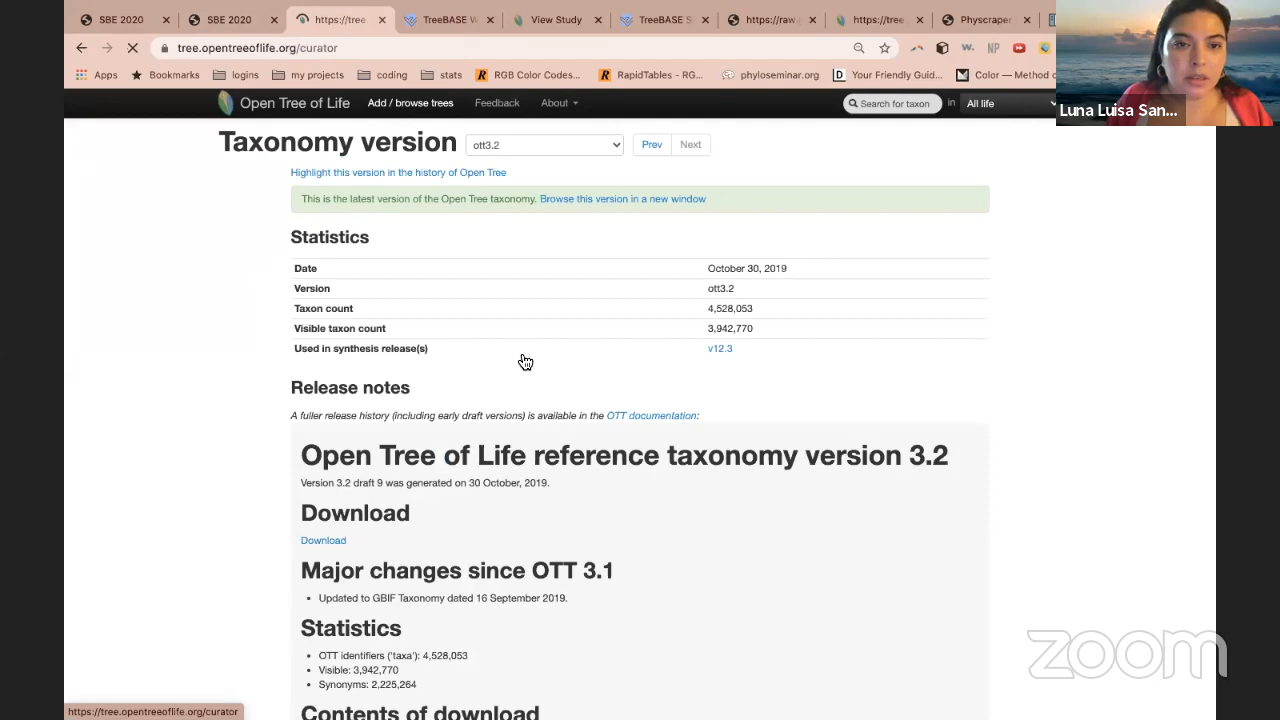 SBE 2020
SBE 2020
https://tree.
TreeBASE W
View Study
TreeBASE S
https://raw.g
https://tree
Physcraper
tree.opentreeoflife.org/curator
W. NP
Apps Bookmarks logins my projects coding stats R RGB Color Codes... R RapidTables - RG... phyloseminar.org D Your Friendly Guid... Color — Method o
Luna Luisa San...
Open Tree of Life Add / browse trees Feedback About Search for taxon in All life
Taxonomy version ott3.2 Prev Next
Highlight this version in the history of Open Tree
This is the latest version of the Open Tree taxonomy. Browse this version in a new window
Statistics
Date October 30, 2019
Version ott3.2
Taxon count 4,528,053
Visible taxon count 3,942,770
Used in synthesis release(s) v12.3
Release notes
A fuller release history (including early draft versions) is available in the OTT documentation:
Open Tree of Life reference taxonomy version 3.2
Version 3.2 draft 9 was generated on 30 October, 2019.
Download
Download
Major changes since OTT 3.1
• Updated to GBIF Taxonomy dated 16 September 2019.
Statistics
• OTT identifiers ('taxa'): 4,528,053
• Visible: 3,942,770
• Synonyms: 2,225,264
Contents of download
https://tree.opentreeoflife.org/curator
zoom